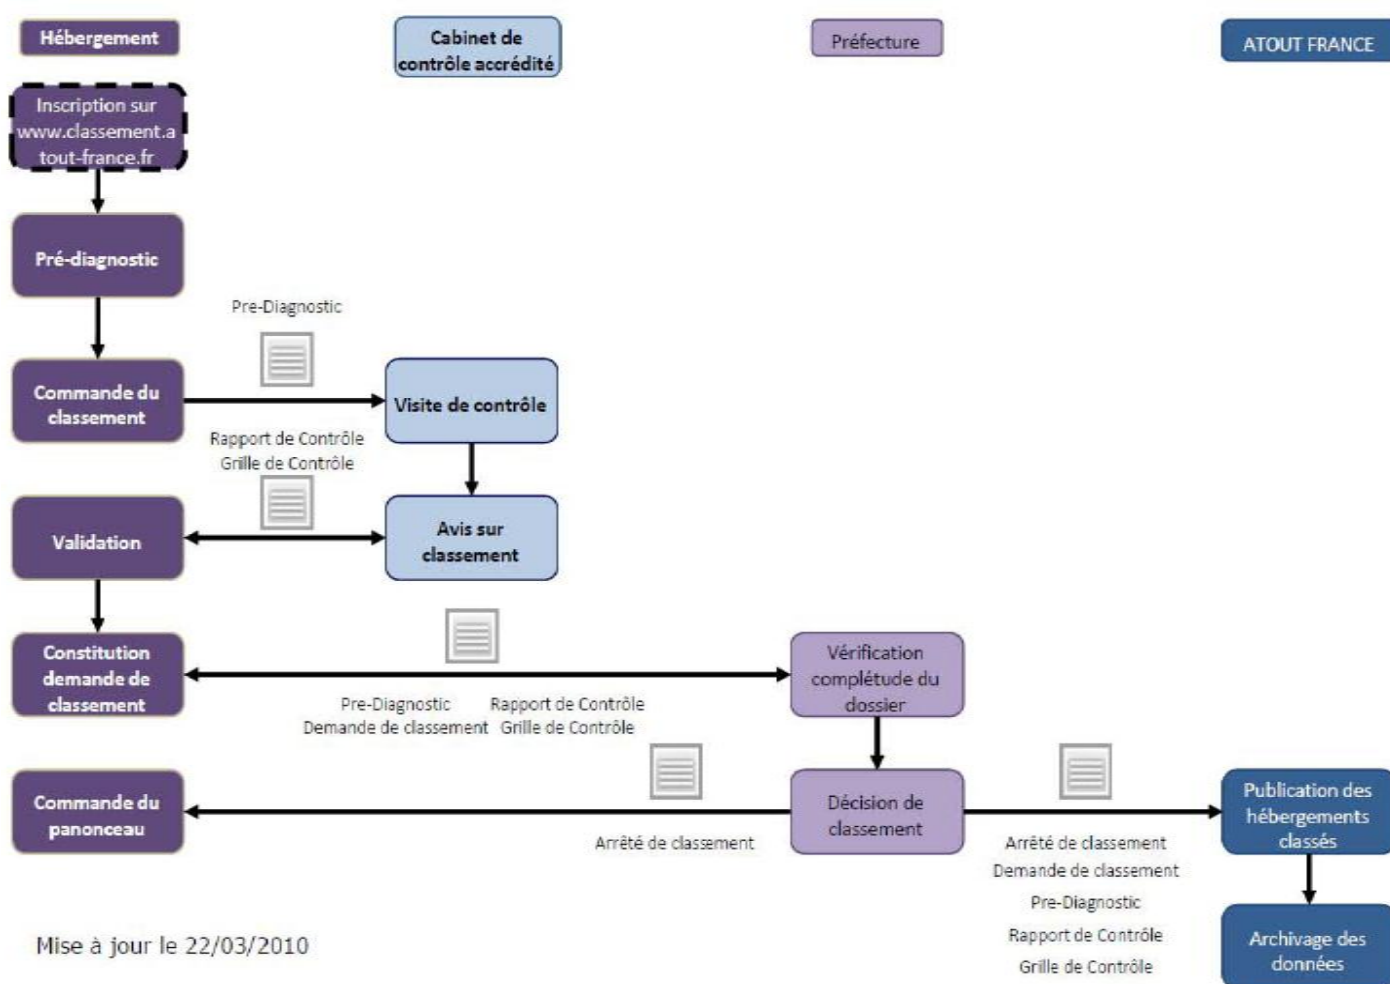 Hébergement
Cabinet de
contrôle accrédité
Préfecture
ATOUT FRANCE
Inscription sur
www.classement.a
tout-france.fr
Pré-diagnostic
Pre-Diagnostic
Commande du
classement
Visite de contrôle
Rapport de Contrôle
Grille de Contrôle
Validation
Avis sur
classement
Constitution
demande de
classement
Vérification
complétude du
dossier
Pre-Diagnostic
Demande de classement
Rapport de Contrôle
Grille de Contrôle
Commande du
panonceau
Décision de
classement
Publication des
hébergements
classés
Arrêté de classement
Arrêté de classement
Demande de classement
Pre-Diagnostic
Rapport de Contrôle
Grille de Contrôle
Archivage des
données
Mise à jour le 22/03/2010